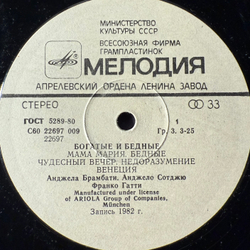 МИНИСТЕРСТВО
КУЛЬТУРЫ СССР
ВСЕСОЮЗНАЯ ФИРМА
ГРАМПЛАСТИНОК
МЕЛОДИЯ
АПРЕЛЕВСКИЙ ОРДЕНА ЛЕНИНА ЗАВОД
СТЕРЕО 33
ГОСТ 5289-80 1
С60 22697 009 Гр. 3. 3-25
22697
БОГАТЫЕ И БЕДНЫЕ
МАМА МАРИЯ. БЕДНЫЕ
ЧУДЕСНЫЙ ВЕЧЕР. НЕДОРАЗУМЕНИЕ
ВЕНЕЦИЯ
Анджела Брамбати, Анджело Сотджю
Франко Гатти
Manufactured under license
of ARIOLA Group of Companies,
München
Запись 1982 г.